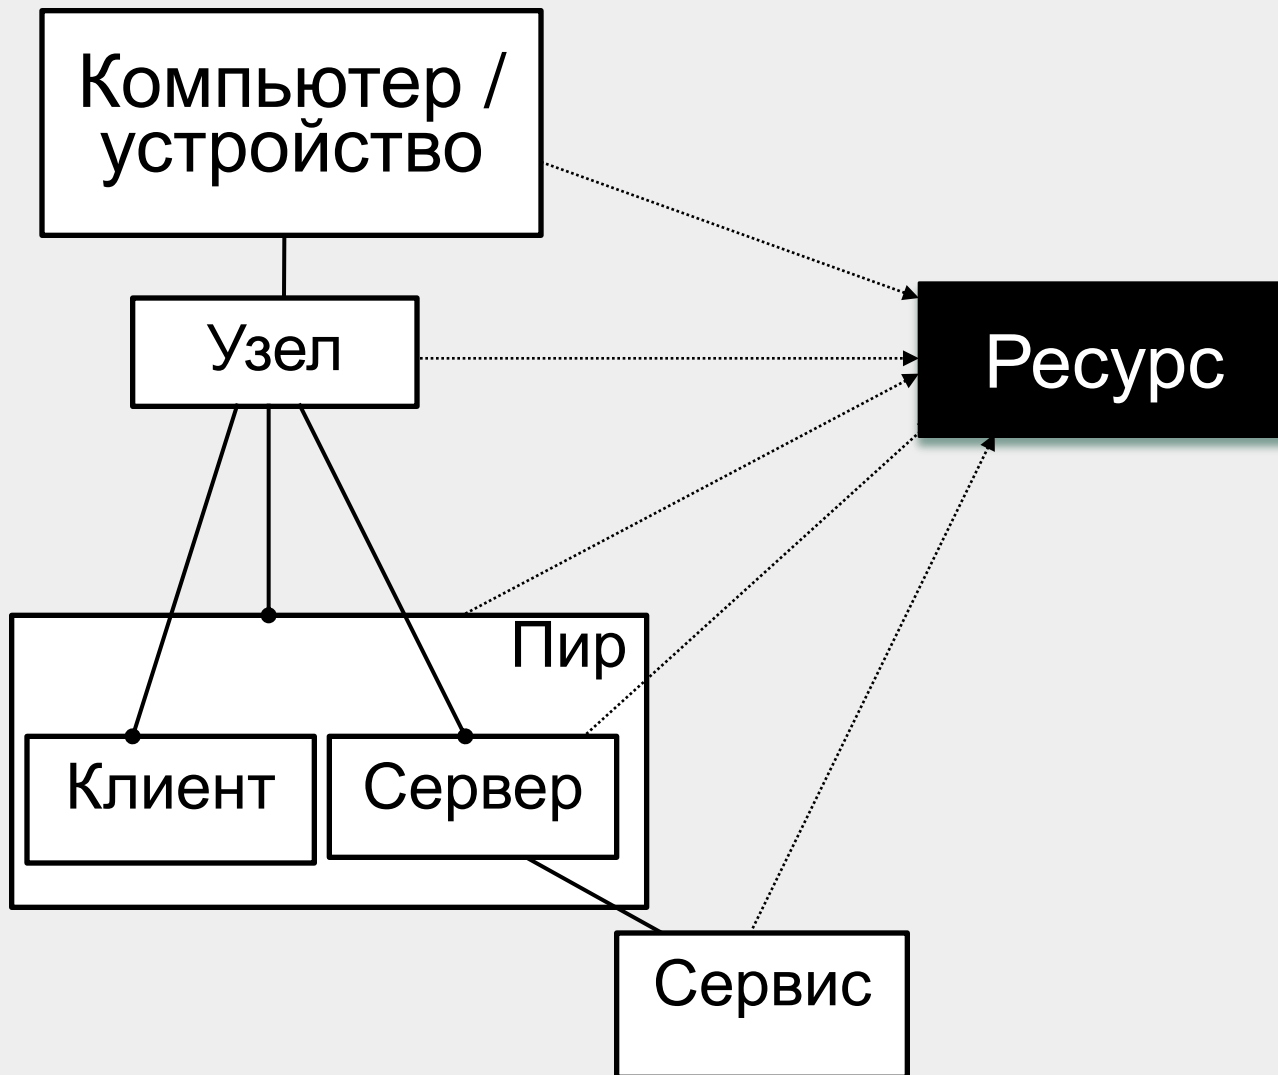 Компьютер /
устройство
Узел
Ресурс
Пир
Клиент
Сервер
Сервис